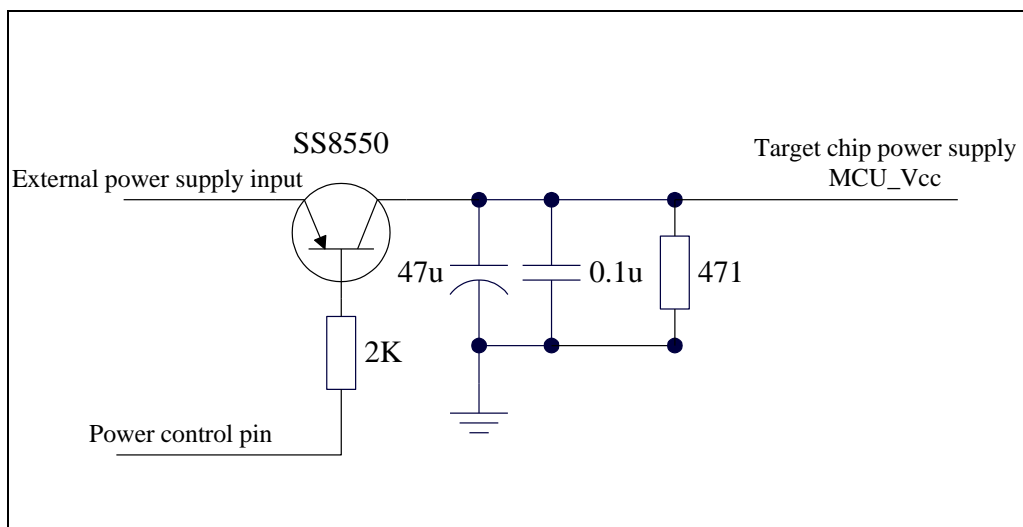 SS8550
External power supply input
Target chip power supply
MCU_Vcc
47u
0.1u
471
2K
Power control pin